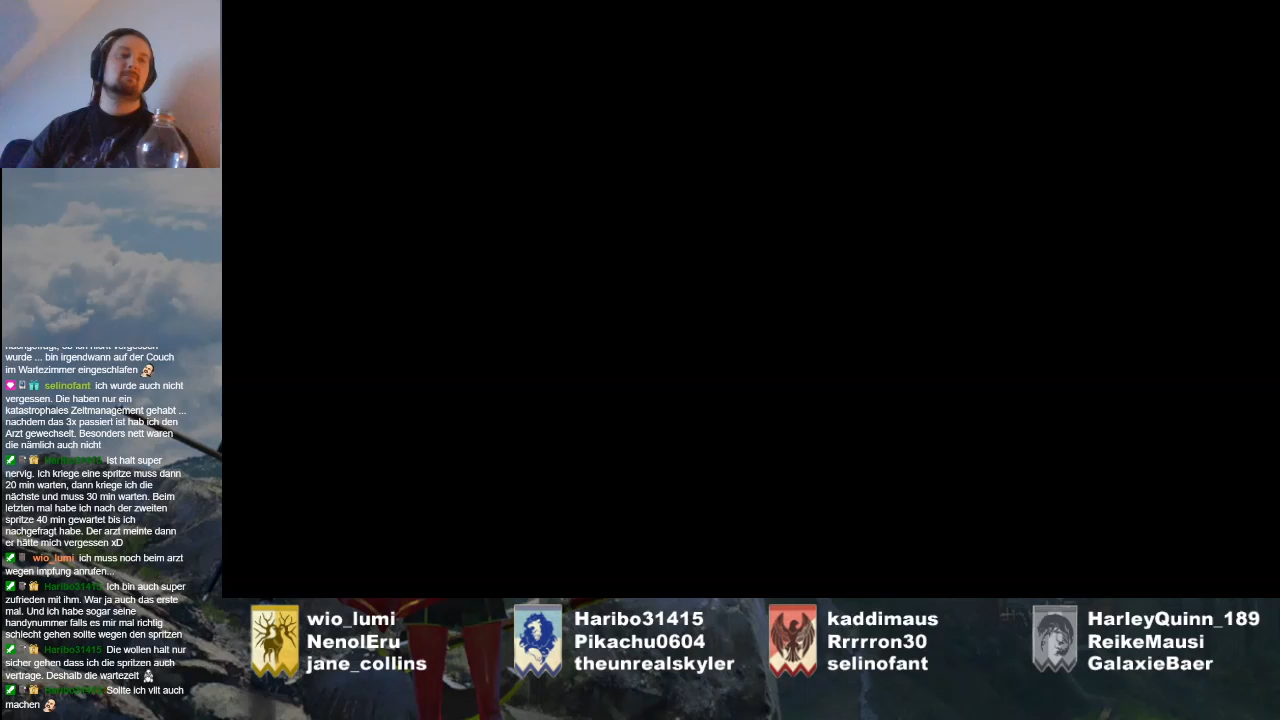 wurde ... bin irgendwann auf der Couch
im Wartezimmer eingeschlafen
selinofant ich wurde auch nicht
vergessen. Die haben nur ein
katastrophales Zeitmanagement gehabt ...
nachdem das 3x passiert ist hab ich den
Arzt gewechselt. Besonders nett waren
die nämlich auch nicht
Haribo31415 Ist halt super
nervig. Ich kriege eine spritze muss dann
20 min warten, dann kriege ich die
nächste und muss 30 min warten. Beim
letzten mal habe ich nach der zweiten
spritze 40 min gewartet bis ich
nachgefragt habe. Der arzt meinte dann
er hätte mich vergessen xD
wio_lumi ich muss noch beim arzt
wegen impfung anrufen...
Haribo31415 Ich bin auch super
zufrieden mit ihm. War ja auch das erste
mal. Und ich habe sogar seine
handynummer falls es mir mal richtig
schlecht gehen sollte wegen den spritzen
Haribo31415 Die wollen halt nur
sicher gehen dass ich die spritzen auch
vertrage. Deshalb die wartezeit
Haribo31415 Sollte ich vllt auch
machen
wio_lumi
NenolEru
jane_collins
Haribo31415
Pikachu0604
theunrealskyler
kaddimaus
Rrrrron30
selinofant
HarleyQuinn_189
ReikeMausi
GalaxieBaer